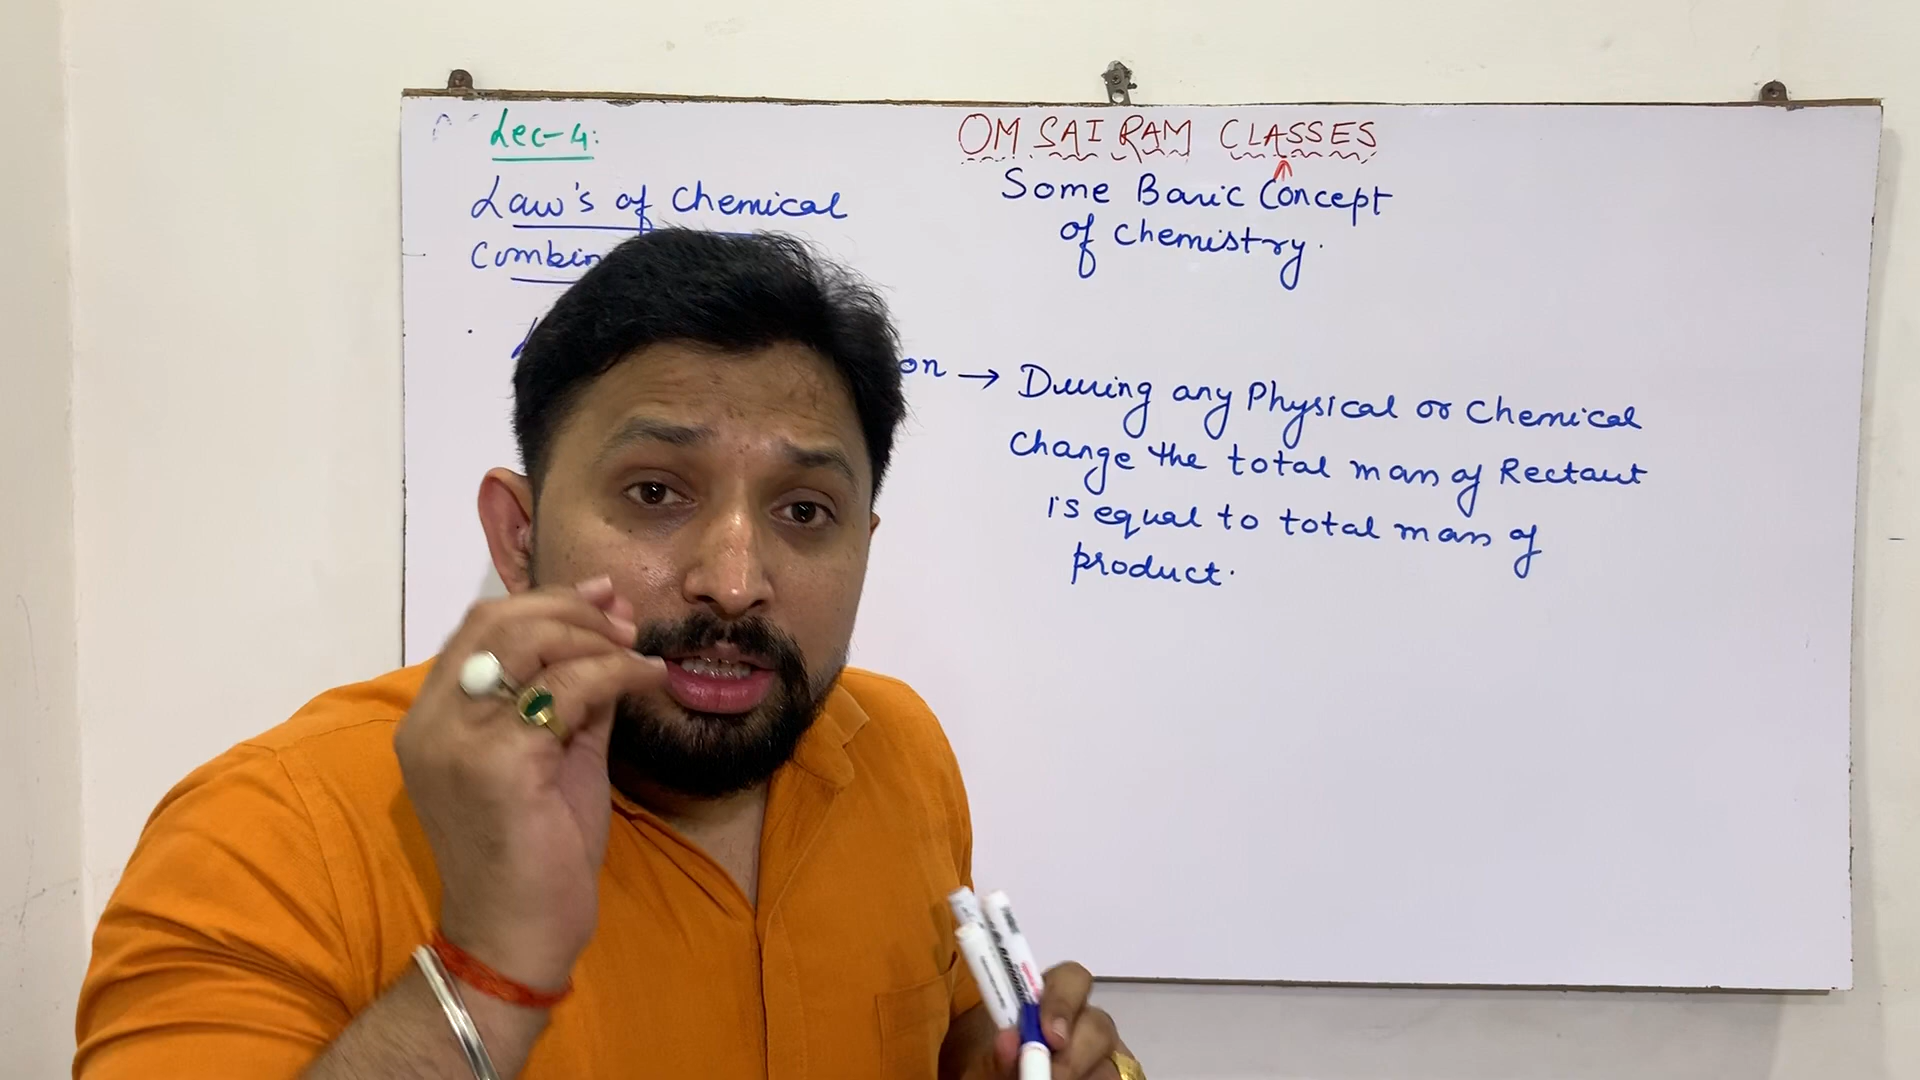 Lec-4:
OM SAI RAM CLASSES
Some Basic Concept
of Chemistry.
Law's of Chemical
Combin
on → During any Physical or Chemical
Change the total mass of Rectant
is equal to total mass of
product.